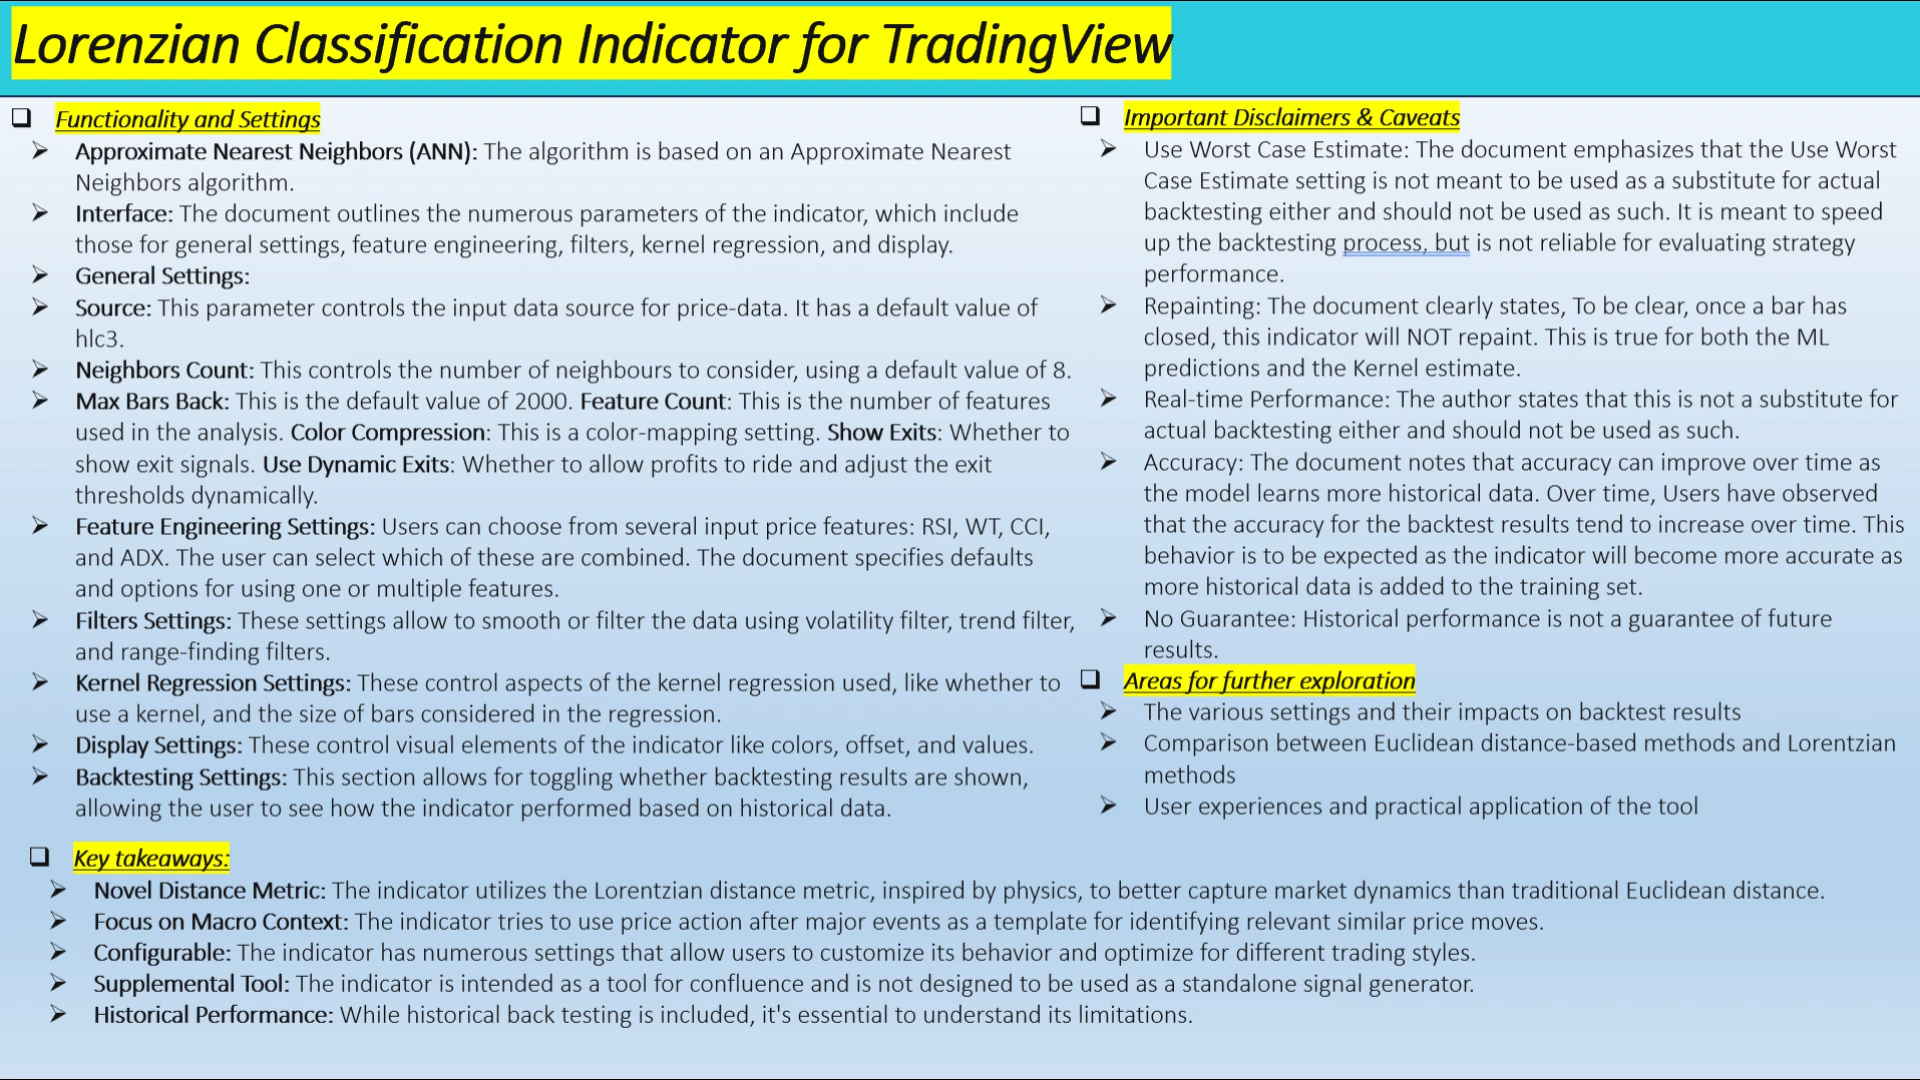 Lorenzian Classification Indicator for TradingView
Functionality and Settings
Approximate Nearest Neighbors (ANN): The algorithm is based on an Approximate Nearest
Neighbors algorithm.
Interface: The document outlines the numerous parameters of the indicator, which include
those for general settings, feature engineering, filters, kernel regression, and display.
General Settings:
Source: This parameter controls the input data source for price-data. It has a default value of
hlc3.
Neighbors Count: This controls the number of neighbours to consider, using a default value of 8.
Max Bars Back: This is the default value of 2000. Feature Count: This is the number of features
used in the analysis. Color Compression: This is a color-mapping setting. Show Exits: Whether to
show exit signals. Use Dynamic Exits: Whether to allow profits to ride and adjust the exit
thresholds dynamically.
Feature Engineering Settings: Users can choose from several input price features: RSI, WT, CCI,
and ADX. The user can select which of these are combined. The document specifies defaults
and options for using one or multiple features.
Filters Settings: These settings allow to smooth or filter the data using volatility filter, trend filter,
and range-finding filters.
Kernel Regression Settings: These control aspects of the kernel regression used, like whether to
use a kernel, and the size of bars considered in the regression.
Display Settings: These control visual elements of the indicator like colors, offset, and values.
Backtesting Settings: This section allows for toggling whether backtesting results are shown,
allowing the user to see how the indicator performed based on historical data.
Important Disclaimers & Caveats
Use Worst Case Estimate: The document emphasizes that the Use Worst
Case Estimate setting is not meant to be used as a substitute for actual
backtesting either and should not be used as such. It is meant to speed
up the backtesting process, but is not reliable for evaluating strategy
performance.
Repainting: The document clearly states, To be clear, once a bar has
closed, this indicator will NOT repaint. This is true for both the ML
predictions and the Kernel estimate.
Real-time Performance: The author states that this is not a substitute for
actual backtesting either and should not be used as such.
Accuracy: The document notes that accuracy can improve over time as
the model learns more historical data. Over time, Users have observed
that the accuracy for the backtest results tend to increase over time. This
behavior is to be expected as the indicator will become more accurate as
more historical data is added to the training set.
No Guarantee: Historical performance is not a guarantee of future
results.
Areas for further exploration
The various settings and their impacts on backtest results
Comparison between Euclidean distance-based methods and Lorentzian
methods
User experiences and practical application of the tool
Key takeaways:
Novel Distance Metric: The indicator utilizes the Lorentzian distance metric, inspired by physics, to better capture market dynamics than traditional Euclidean distance.
Focus on Macro Context: The indicator tries to use price action after major events as a template for identifying relevant similar price moves.
Configurable: The indicator has numerous settings that allow users to customize its behavior and optimize for different trading styles.
Supplemental Tool: The indicator is intended as a tool for confluence and is not designed to be used as a standalone signal generator.
Historical Performance: While historical back testing is included, it's essential to understand its limitations.